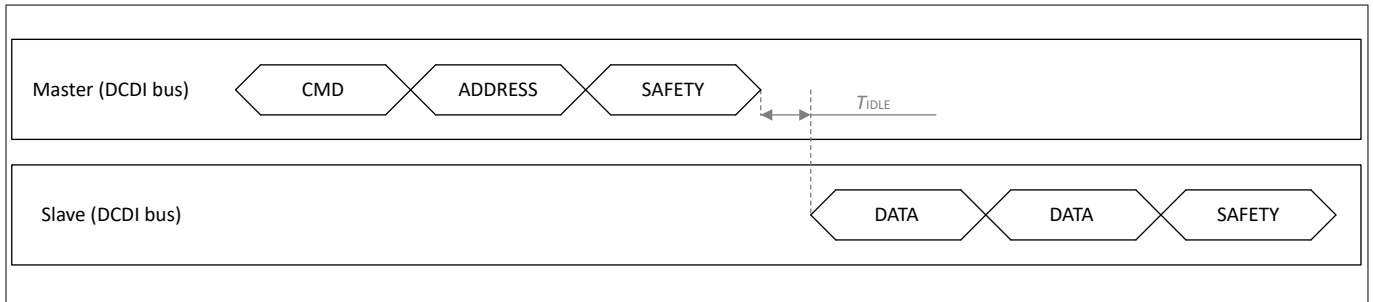 Master (DCDI bus) CMD ADDRESS SAFETY
TIDLE
Slave (DCDI bus) DATA DATA SAFETY